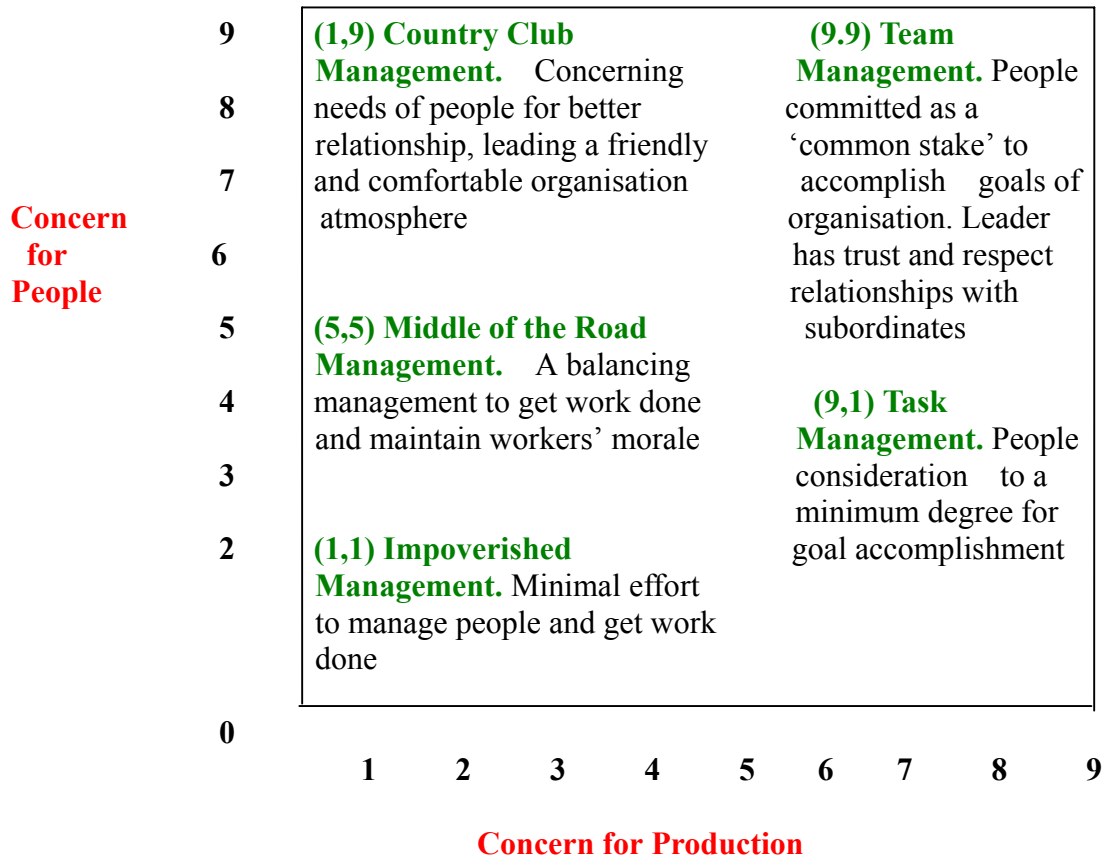 9
(1,9) Country Club
Management. Concerning
8
needs of people for better
relationship, leading a friendly
7
and comfortable organisation
atmosphere
(9.9) Team
Management. People
committed as a
‘common stake’ to
accomplish goals of
organisation. Leader
has trust and respect
relationships with
subordinates
Concern
for
People
6
5
(5,5) Middle of the Road
Management. A balancing
4
management to get work done
and maintain workers’ morale
3
(9,1) Task
Management. People
consideration to a
minimum degree for
goal accomplishment
2
(1,1) Impoverished
Management. Minimal effort
to manage people and get work
done
0
1 2 3 4 5 6 7 8 9
Concern for Production